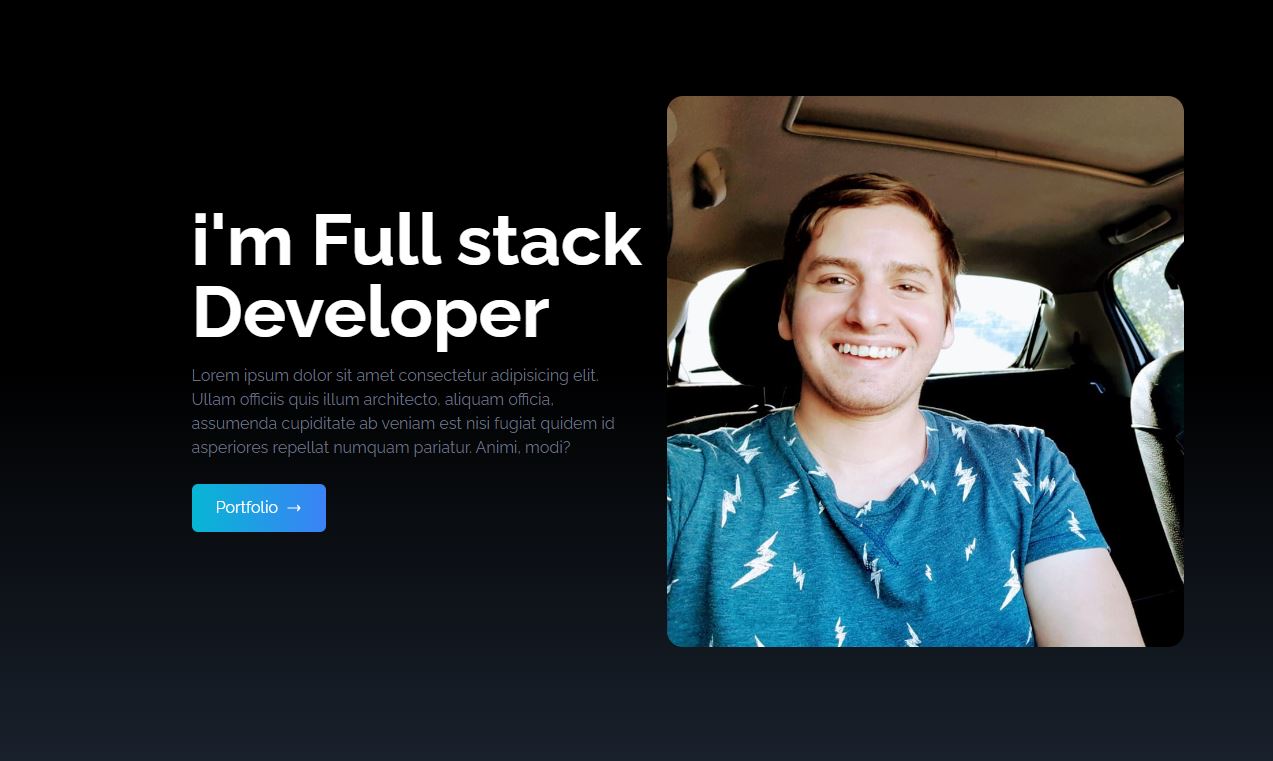 i'm Full stack
Developer
Lorem ipsum dolor sit amet consectetur adipisicing elit.
Ullam officiis quis illum architecto, aliquam officia,
assumenda cupiditate ab veniam est nisi fugiat quidem id
asperiores repellat numquam pariatur. Animi, modi?
Portfolio →